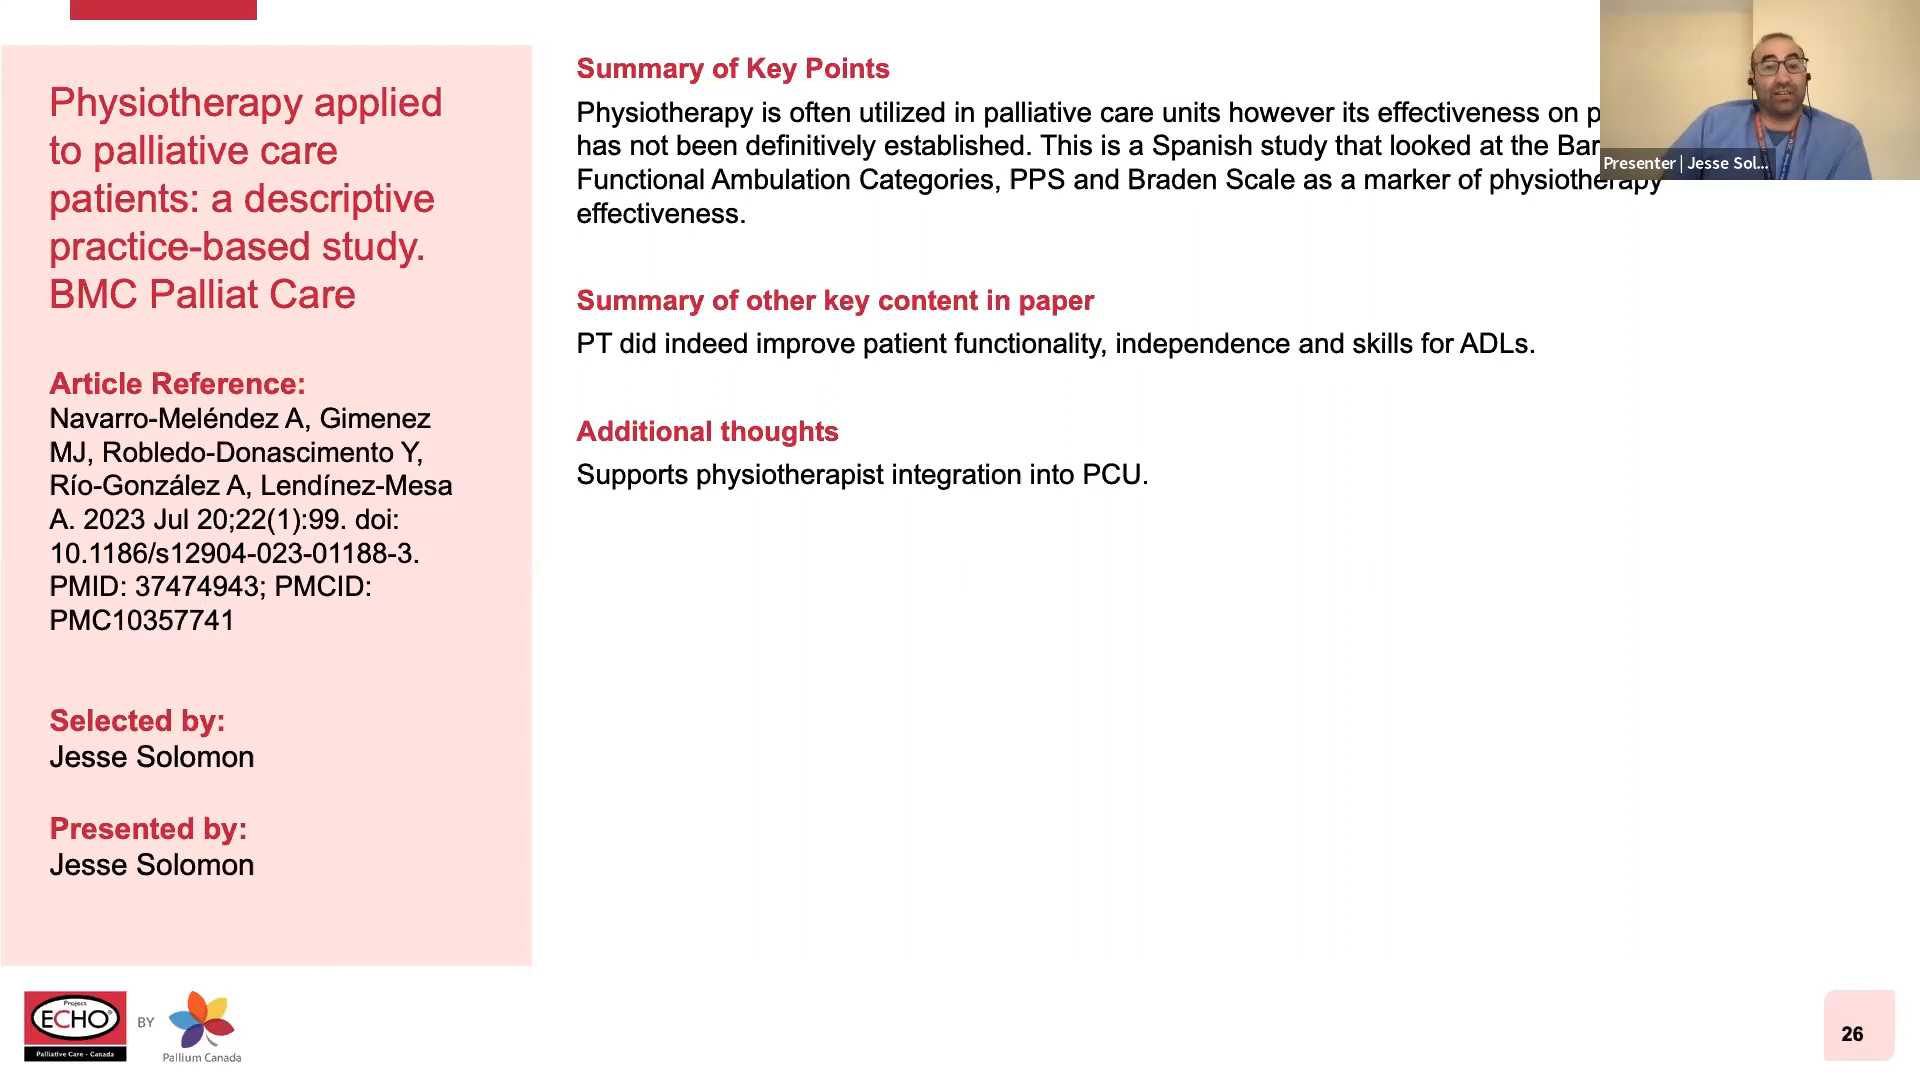 Physiotherapy applied
to palliative care
patients: a descriptive
practice-based study.
BMC Palliat Care
Article Reference:
Navarro-Meléndez A, Gimenez
MJ, Robledo-Donascimento Y,
Río-González A, Lendínez-Mesa
A. 2023 Jul 20;22(1):99. doi:
10.1186/s12904-023-01188-3.
PMID: 37474943; PMCID:
PMC10357741
Selected by:
Jesse Solomon
Presented by:
Jesse Solomon
Summary of Key Points
Physiotherapy is often utilized in palliative care units however its effectiveness on p
has not been definitively established. This is a Spanish study that looked at the Bar
Functional Ambulation Categories, PPS and Braden Scale as a marker of physiotherapy
effectiveness.
Summary of other key content in paper
PT did indeed improve patient functionality, independence and skills for ADLs.
Additional thoughts
Supports physiotherapist integration into PCU.
Presenter | Jesse Sol...
Project
ECHO®
Palliative Care - Canada
BY
Pallium Canada
26